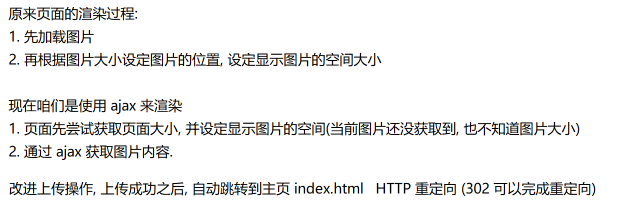 原来页面的渲染过程:
1. 先加载图片
2. 再根据图片大小设定图片的位置, 设定显示图片的空间大小
现在咱们是使用 ajax 来渲染
1. 页面先尝试获取页面大小, 并设定显示图片的空间(当前图片还没获取到, 也不知道图片大小)
2. 通过 ajax 获取图片内容.
改进上传操作, 上传成功之后, 自动跳转到主页 index.html   HTTP 重定向 (302 可以完成重定向)